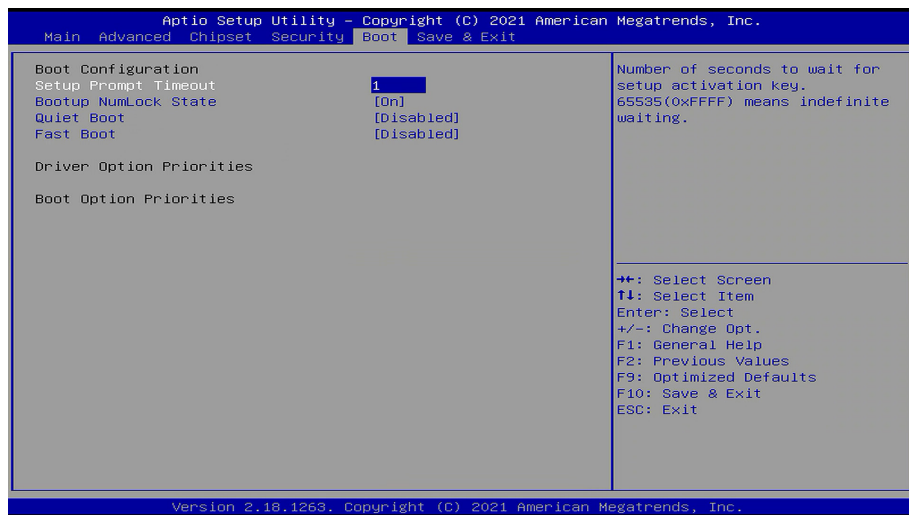 Aptio Setup Utility – Copyright (C) 2021 American Megatrends, Inc.
Main Advanced Chipset Security Boot Save & Exit
Boot Configuration
Setup Prompt Timeout 1
Bootup NumLock State [On]
Quiet Boot [Disabled]
Fast Boot [Disabled]
Driver Option Priorities
Boot Option Priorities
Number of seconds to wait for
setup activation key.
65535(0xFFFF) means indefinite
waiting.
→←: Select Screen
↑↓: Select Item
Enter: Select
+/-: Change Opt.
F1: General Help
F2: Previous Values
F9: Optimized Defaults
F10: Save & Exit
ESC: Exit
Version 2.18.1263. Copyright (C) 2021 American Megatrends, Inc.